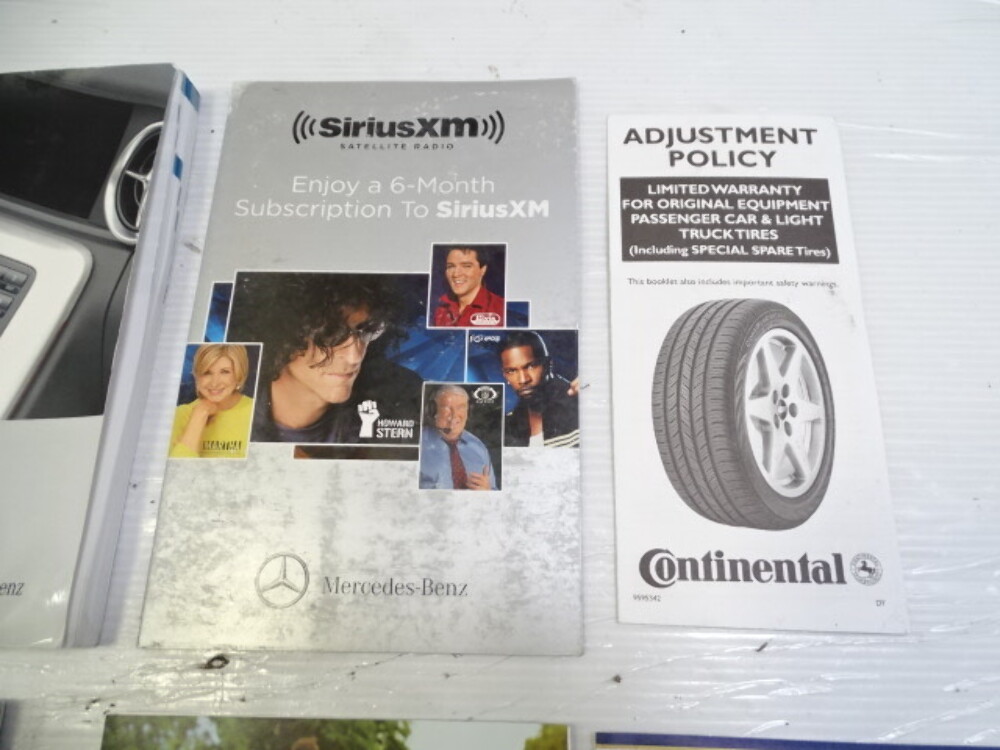 ((( SiriusXm )))
SATELLITE RADIO
Enjoy a 6-Month
Subscription To SiriusXM
MARTHA
HOWARD
STERN
Mercedes-Benz
enz
ADJUSTMENT
POLICY
LIMITED WARRANTY
FOR ORIGINAL EQUIPMENT
PASSENGER CAR & LIGHT
TRUCK TIRES
(Including SPECIAL SPARE Tires)
This booklet also includes important safety warnings.
Continental
9595342